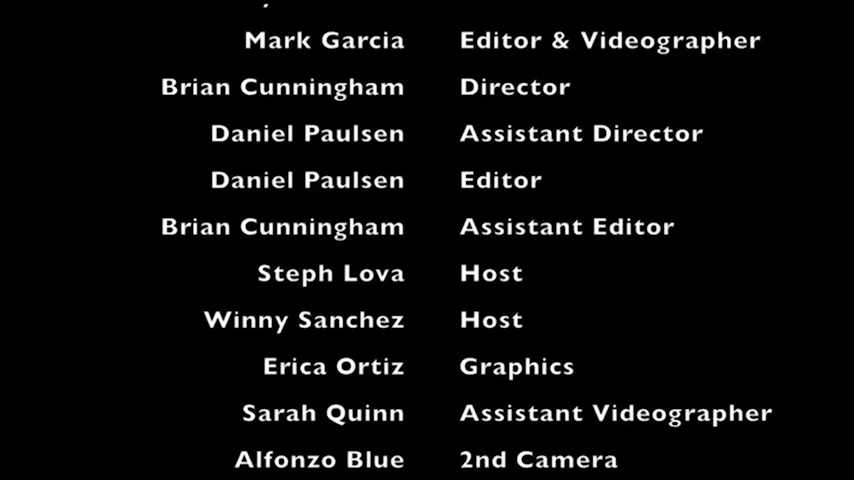 Mark Garcia Editor & Videographer
Brian Cunningham Director
Daniel Paulsen Assistant Director
Daniel Paulsen Editor
Brian Cunningham Assistant Editor
Steph Lova Host
Winny Sanchez Host
Erica Ortiz Graphics
Sarah Quinn Assistant Videographer
Alfonzo Blue 2nd Camera